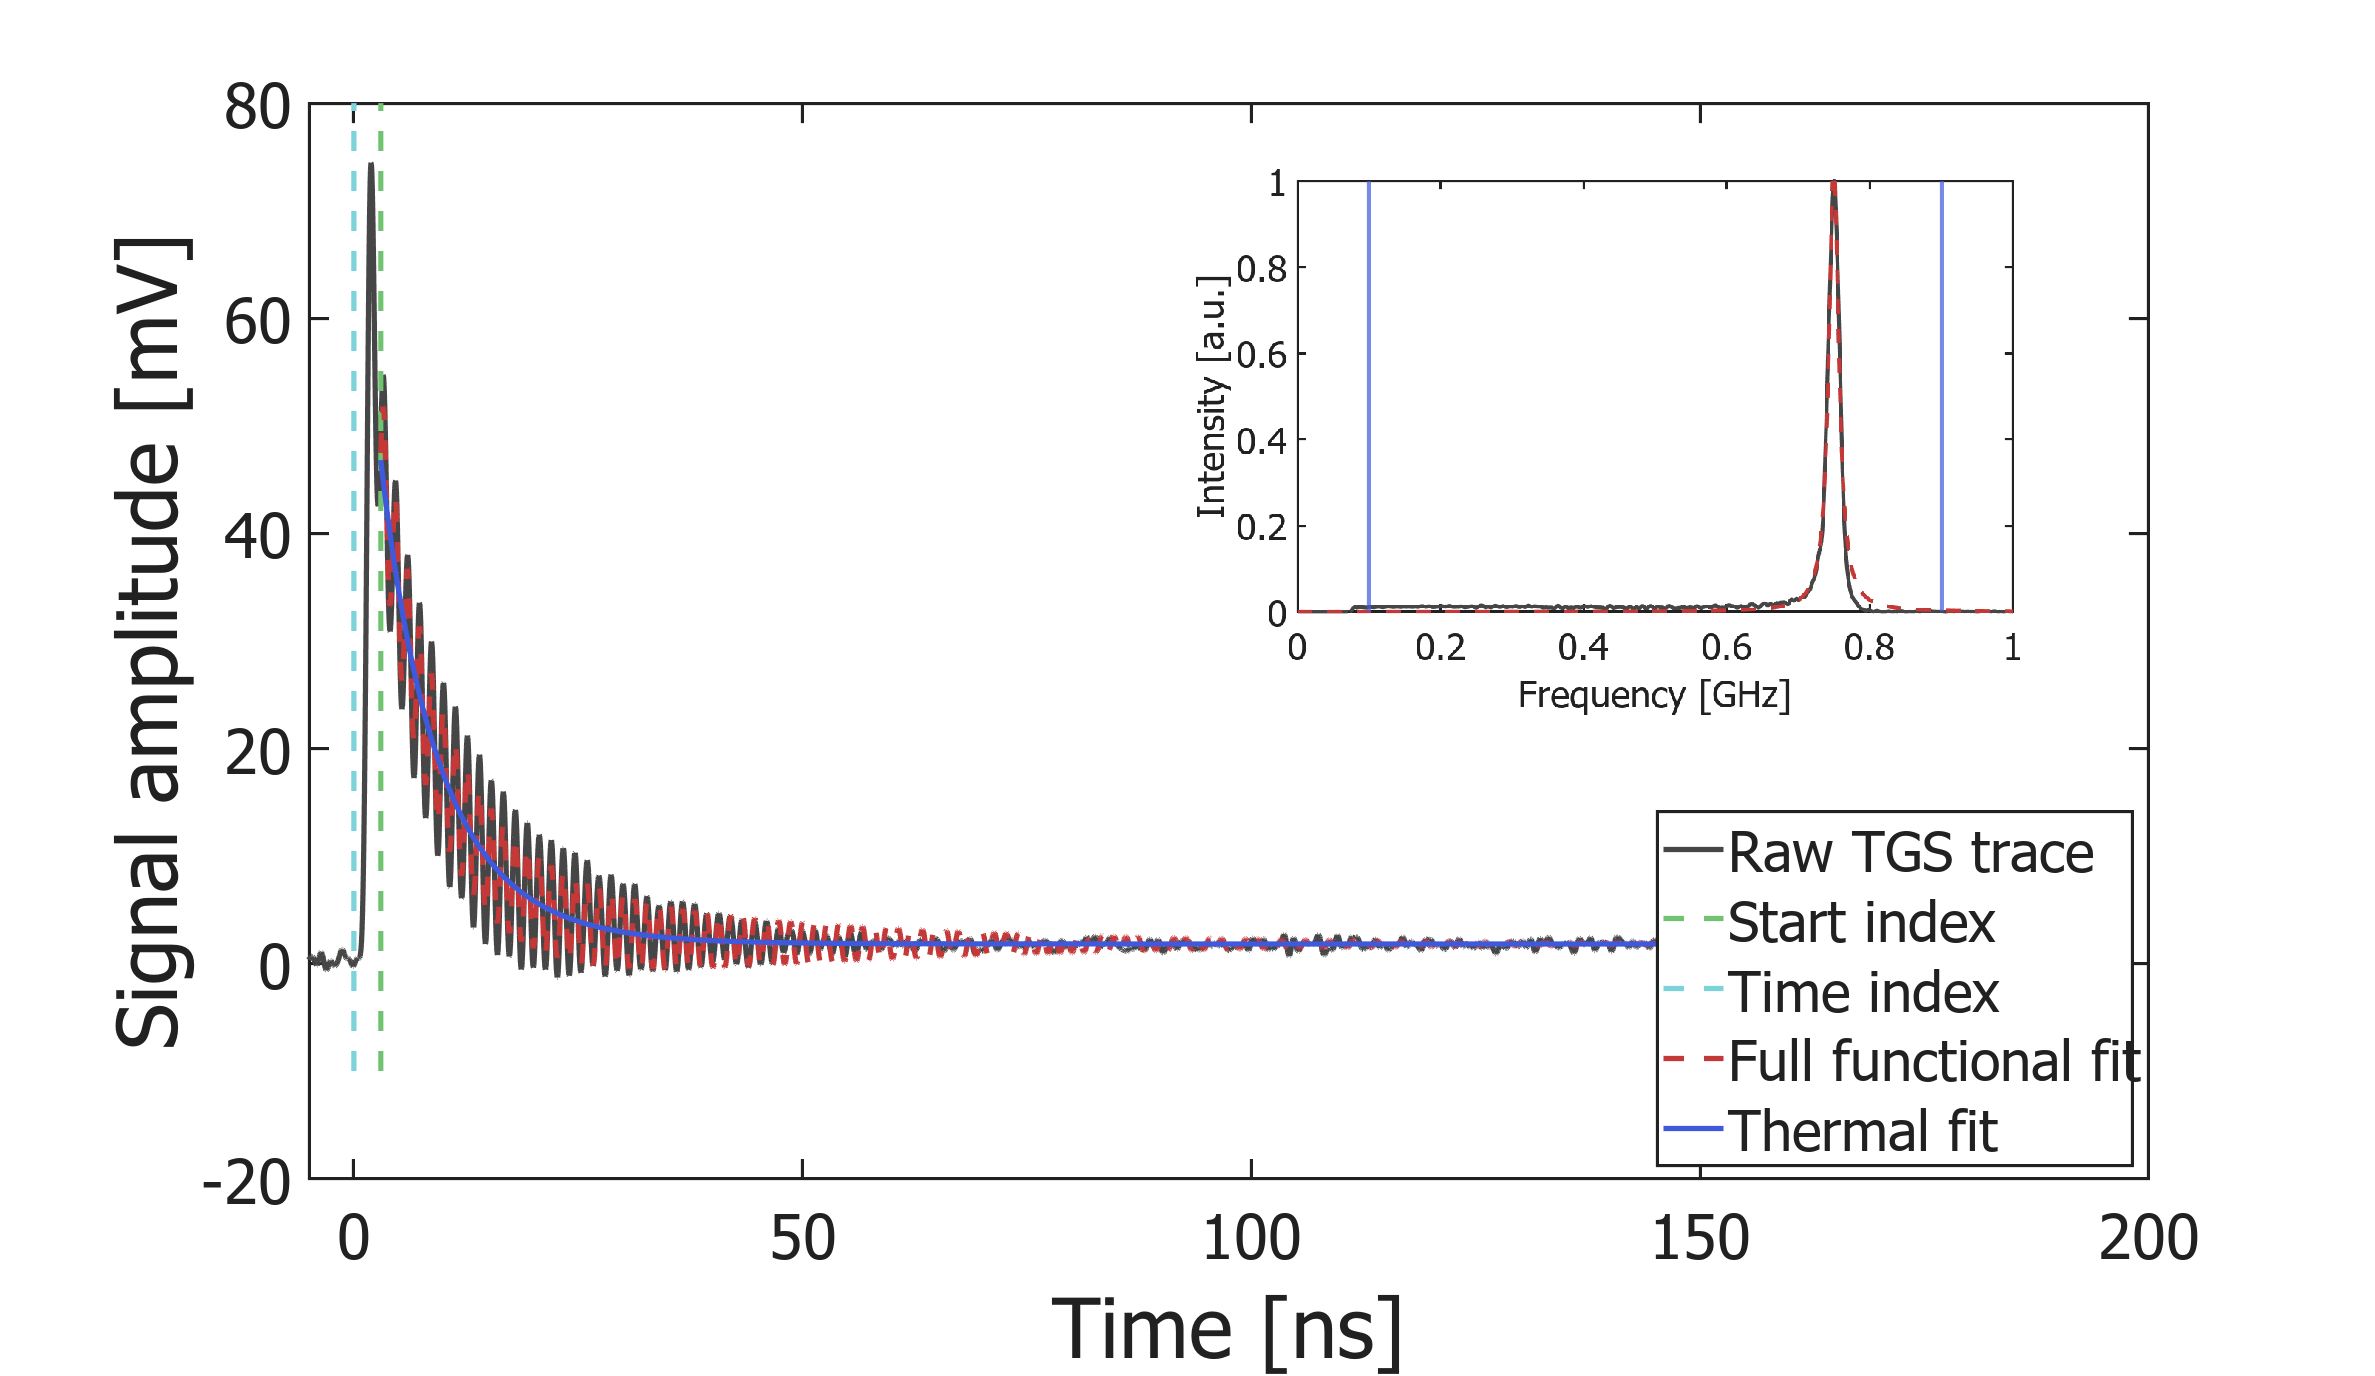 80
60
40
20
0
-20
Signal amplitude [mV]
0
50
100
150
200
Time [ns]
1
0.8
0.6
0.4
0.2
0
Intensity [a.u.]
0
0.2
0.4
0.6
0.8
1
Frequency [GHz]
Raw TGS trace
Start index
Time index
Full functional fit
Thermal fit